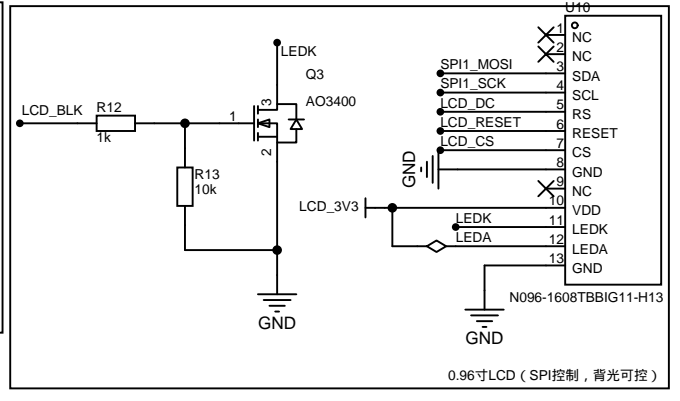 LEDK
Q3
AO3400
LCD_BLK
R12
1k
1
3
2
R13
10k
GND
U10
1 NC
2 NC
SPI1_MOSI 3 SDA
SPI1_SCK 4 SCL
LCD_DC 5 RS
LCD_RESET 6 RESET
LCD_CS 7 CS
GND 8 GND
9 NC
LCD_3V3 10 VDD
LEDK 11 LEDK
LEDA 12 LEDA
13 GND
N096-1608TBBIG11-H13
GND
0.96寸LCD（SPI控制，背光可控）